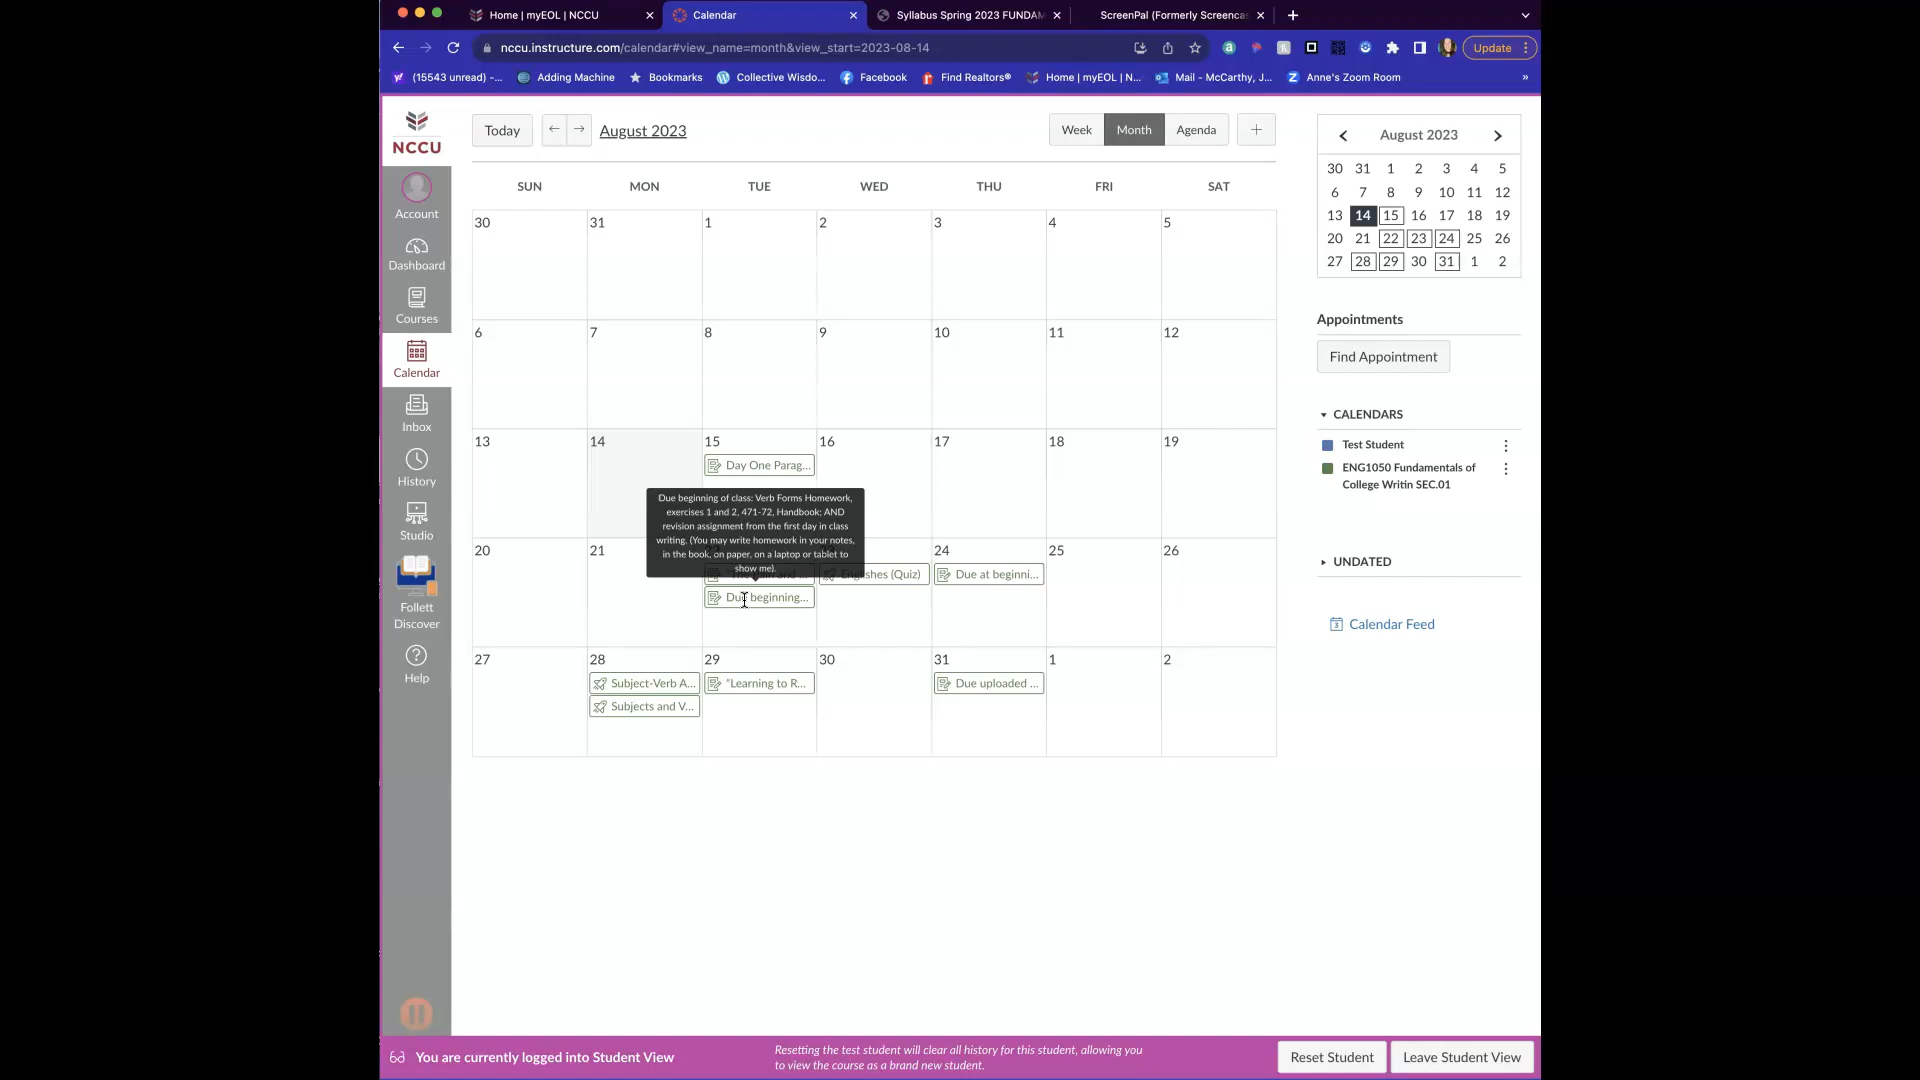 Home | myEOL | NCCU
Calendar
Syllabus Spring 2023 FUNDAM
ScreenPal (Formerly Screenca
nccu.instructure.com/calendar#view_name=month&view_start=2023-08-14
Update
(15543 unread) -...
Adding Machine
Bookmarks
Collective Wisdo...
Facebook
Find Realtors®
Home | myEOL | N...
Mail - McCarthy, J...
Anne's Zoom Room
»
NCCU
Account
Dashboard
Courses
Calendar
Inbox
History
Studio
Follett
Discover
Help
Today
August 2023
Week
Month
Agenda
SUN MON TUE WED THU FRI SAT
30 31 1 2 3 4 5
6 7 8 9 10 11 12
13 14 15 16 17 18 19
Day One Parag...
Due beginning of class: Verb Forms Homework,
exercises 1 and 2, 471-72, Handbook; AND
revision assignment from the first day in class
writing. (You may write homework in your notes,
in the book, on paper, on a laptop or tablet to
show me).
20 21 24 25 26
Englishes (Quiz)
Due at beginni...
Due beginning...
27 28 29 30 31 1 2
Subject-Verb A...
"Learning to R...
Due uploaded ...
Subjects and V...
August 2023
30 31 1 2 3 4 5
6 7 8 9 10 11 12
13 14 15 16 17 18 19
20 21 22 23 24 25 26
27 28 29 30 31 1 2
Appointments
Find Appointment
CALENDARS
Test Student
ENG1050 Fundamentals of
College Writin SEC.01
UNDATED
Calendar Feed
You are currently logged into Student View
Resetting the test student will clear all history for this student, allowing you
to view the course as a brand new student.
Reset Student
Leave Student View